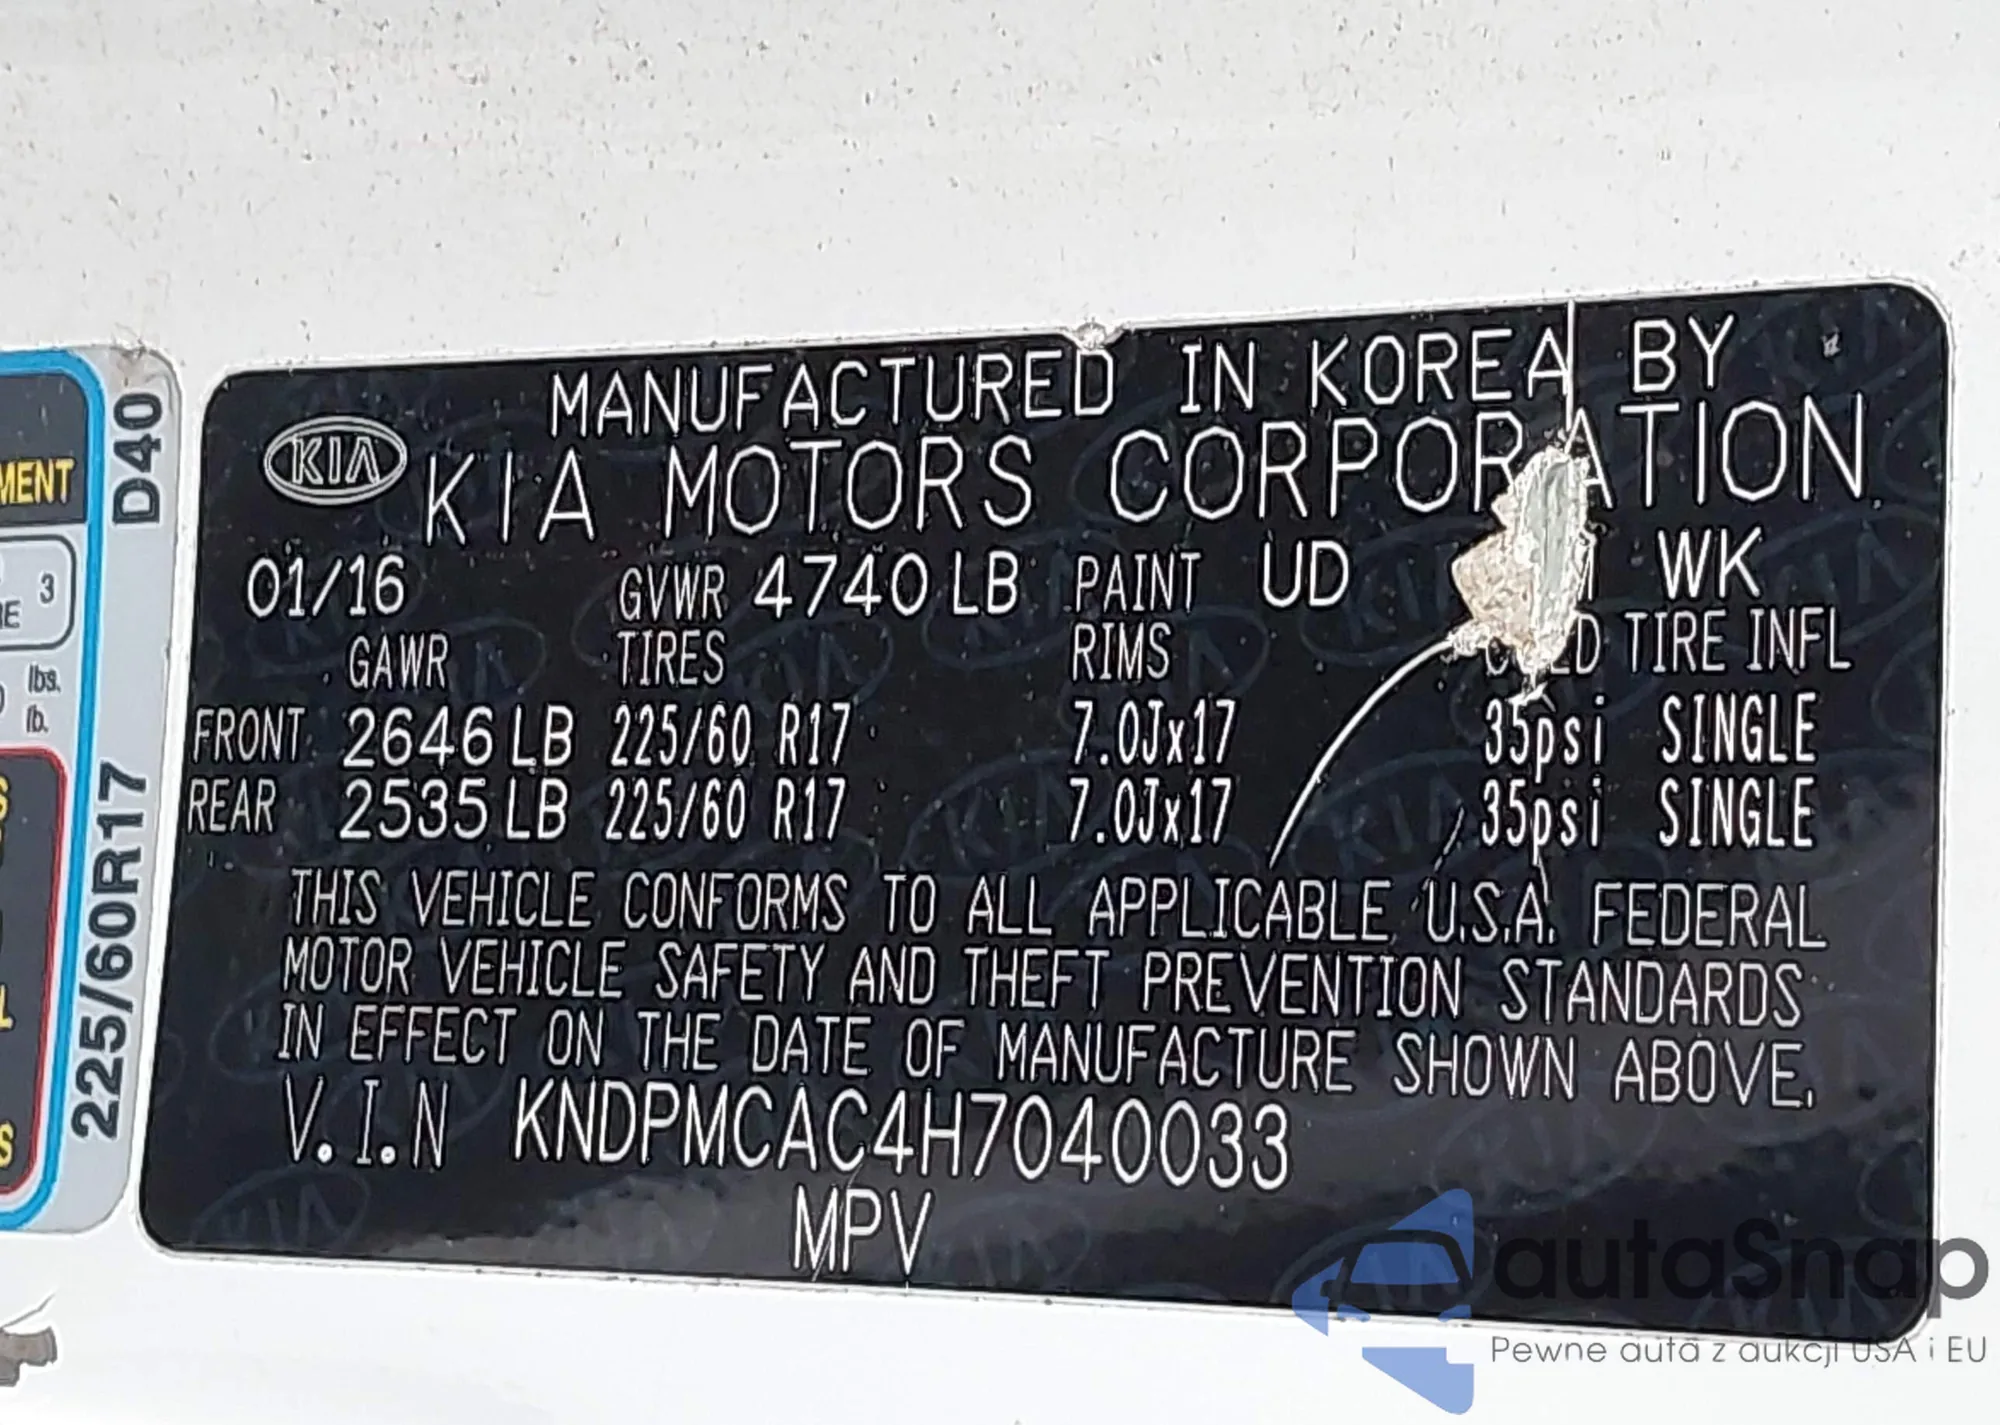 MANUFACTURED IN KOREA BY
KIA
KIA MOTORS CORPORATION
01/16 GVWR 4740 LB PAINT UD WK
GAWR TIRES RIMS TIRE INFL
FRONT 2646 LB 225/60 R17 7.0Jx17 35psi SINGLE
REAR 2535 LB 225/60 R17 7.0Jx17 35psi SINGLE
THIS VEHICLE CONFORMS TO ALL APPLICABLE U.S.A. FEDERAL
MOTOR VEHICLE SAFETY AND THEFT PREVENTION STANDARDS
IN EFFECT ON THE DATE OF MANUFACTURE SHOWN ABOVE.
V.I.N KNDPMCAC4H7040033
MPV
D40
225/60R17
3
lbs.
lb.
autaSnap
Pewne auta z aukcji USA i EU